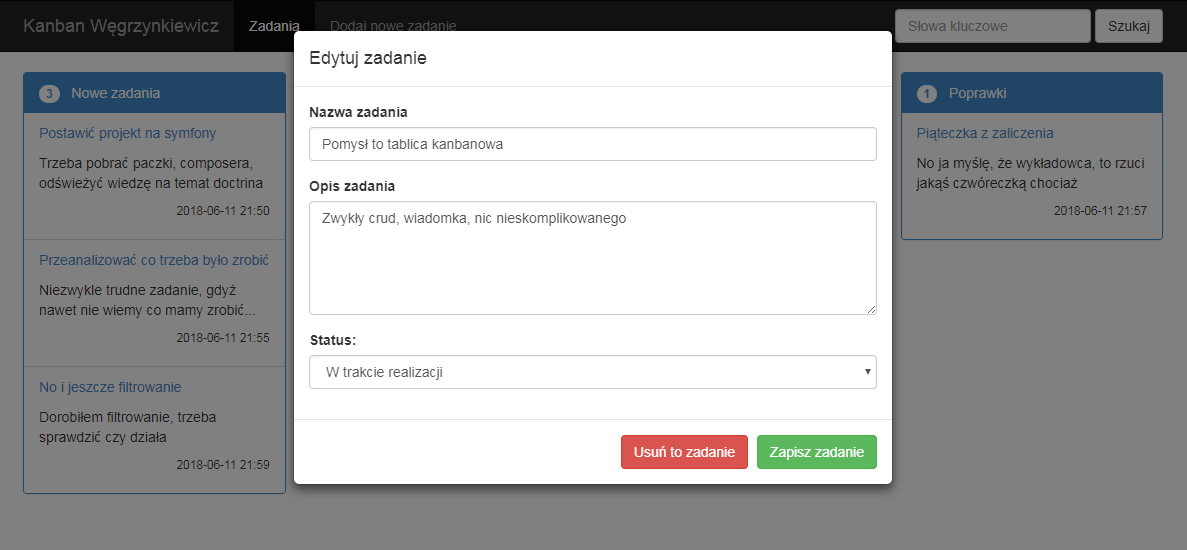 Kanban Węgrzynkiewicz
Zadania
Dodaj nowe zadanie
Słowa kluczowe
Szukaj
3 Nowe zadania
Postawić projekt na symfony
Trzeba pobrać paczki, composera,
odświeżyć wiedzę na temat doctrina
2018-06-11 21:50
Przeanalizować co trzeba było zrobić
Niezwykle trudne zadanie, gdyż
nawet nie wiemy co mamy zrobić...
2018-06-11 21:55
No i jeszcze filtrowanie
Dorobiłem filtrowanie, trzeba
sprawdzić czy działa
2018-06-11 21:59
Edytuj zadanie
Nazwa zadania
Pomysł to tablica kanbanowa
Opis zadania
Zwykły crud, wiadomka, nic nieskomplikowanego
Status:
W trakcie realizacji
Usuń to zadanie
Zapisz zadanie
1 Poprawki
Piąteczka z zaliczenia
No ja myślę, że wykładowca, to rzuci
jakąś czwóreczką chociaż
2018-06-11 21:57